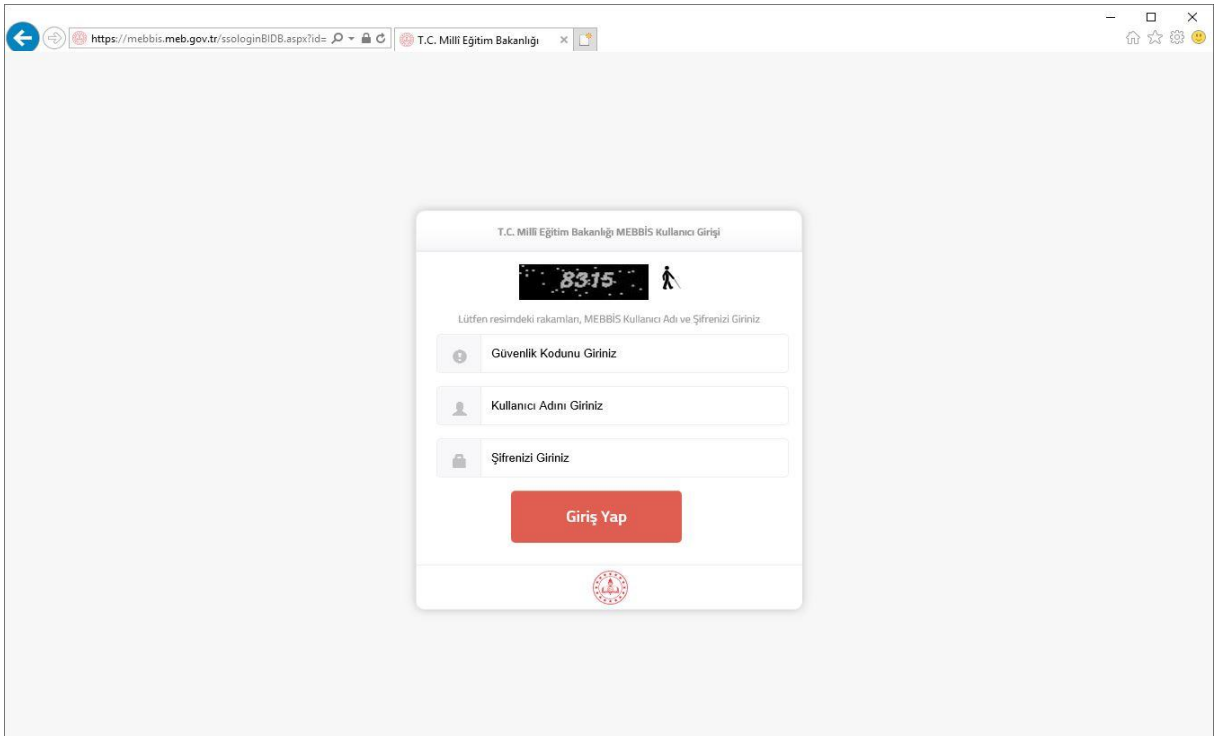 https://mebbis.meb.gov.tr/ssologinBIDB.aspx?id=
T.C. Millî Eğitim Bakanlığı
T.C. Millî Eğitim Bakanlığı MEBBİS Kullanıcı Girişi
8315
Lütfen resimdeki rakamları, MEBBİS Kullanıcı Adı ve Şifrenizi Giriniz
Güvenlik Kodunu Giriniz
Kullanıcı Adını Giriniz
Şifrenizi Giriniz
Giriş Yap